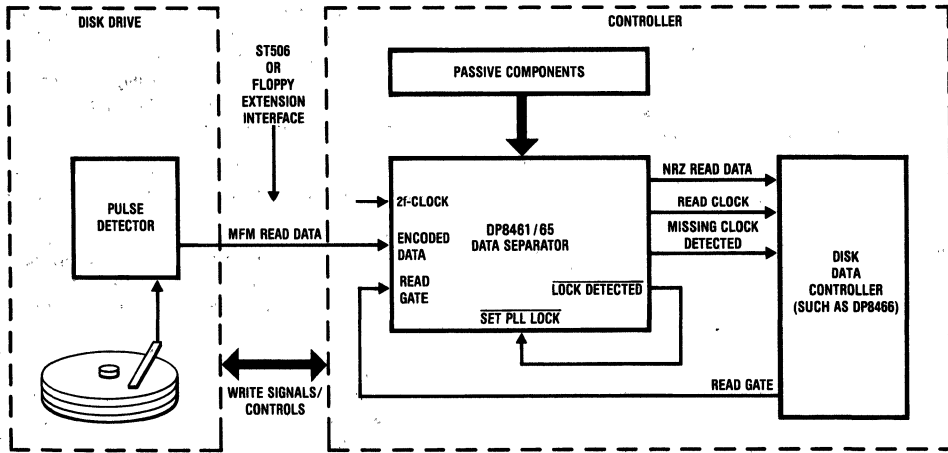 DISK DRIVE
CONTROLLER
ST506
OR
FLOPPY
EXTENSION
INTERFACE
PASSIVE COMPONENTS
PULSE
DETECTOR
MFM READ DATA
2f-CLOCK
ENCODED
DATA
READ
GATE
DP8461/65
DATA SEPARATOR
LOCK DETECTED
SET PLL LOCK
NRZ READ DATA
READ CLOCK
MISSING CLOCK
DETECTED
DISK
DATA
CONTROLLER
(SUCH AS DP8466)
READ GATE
WRITE SIGNALS/
CONTROLS